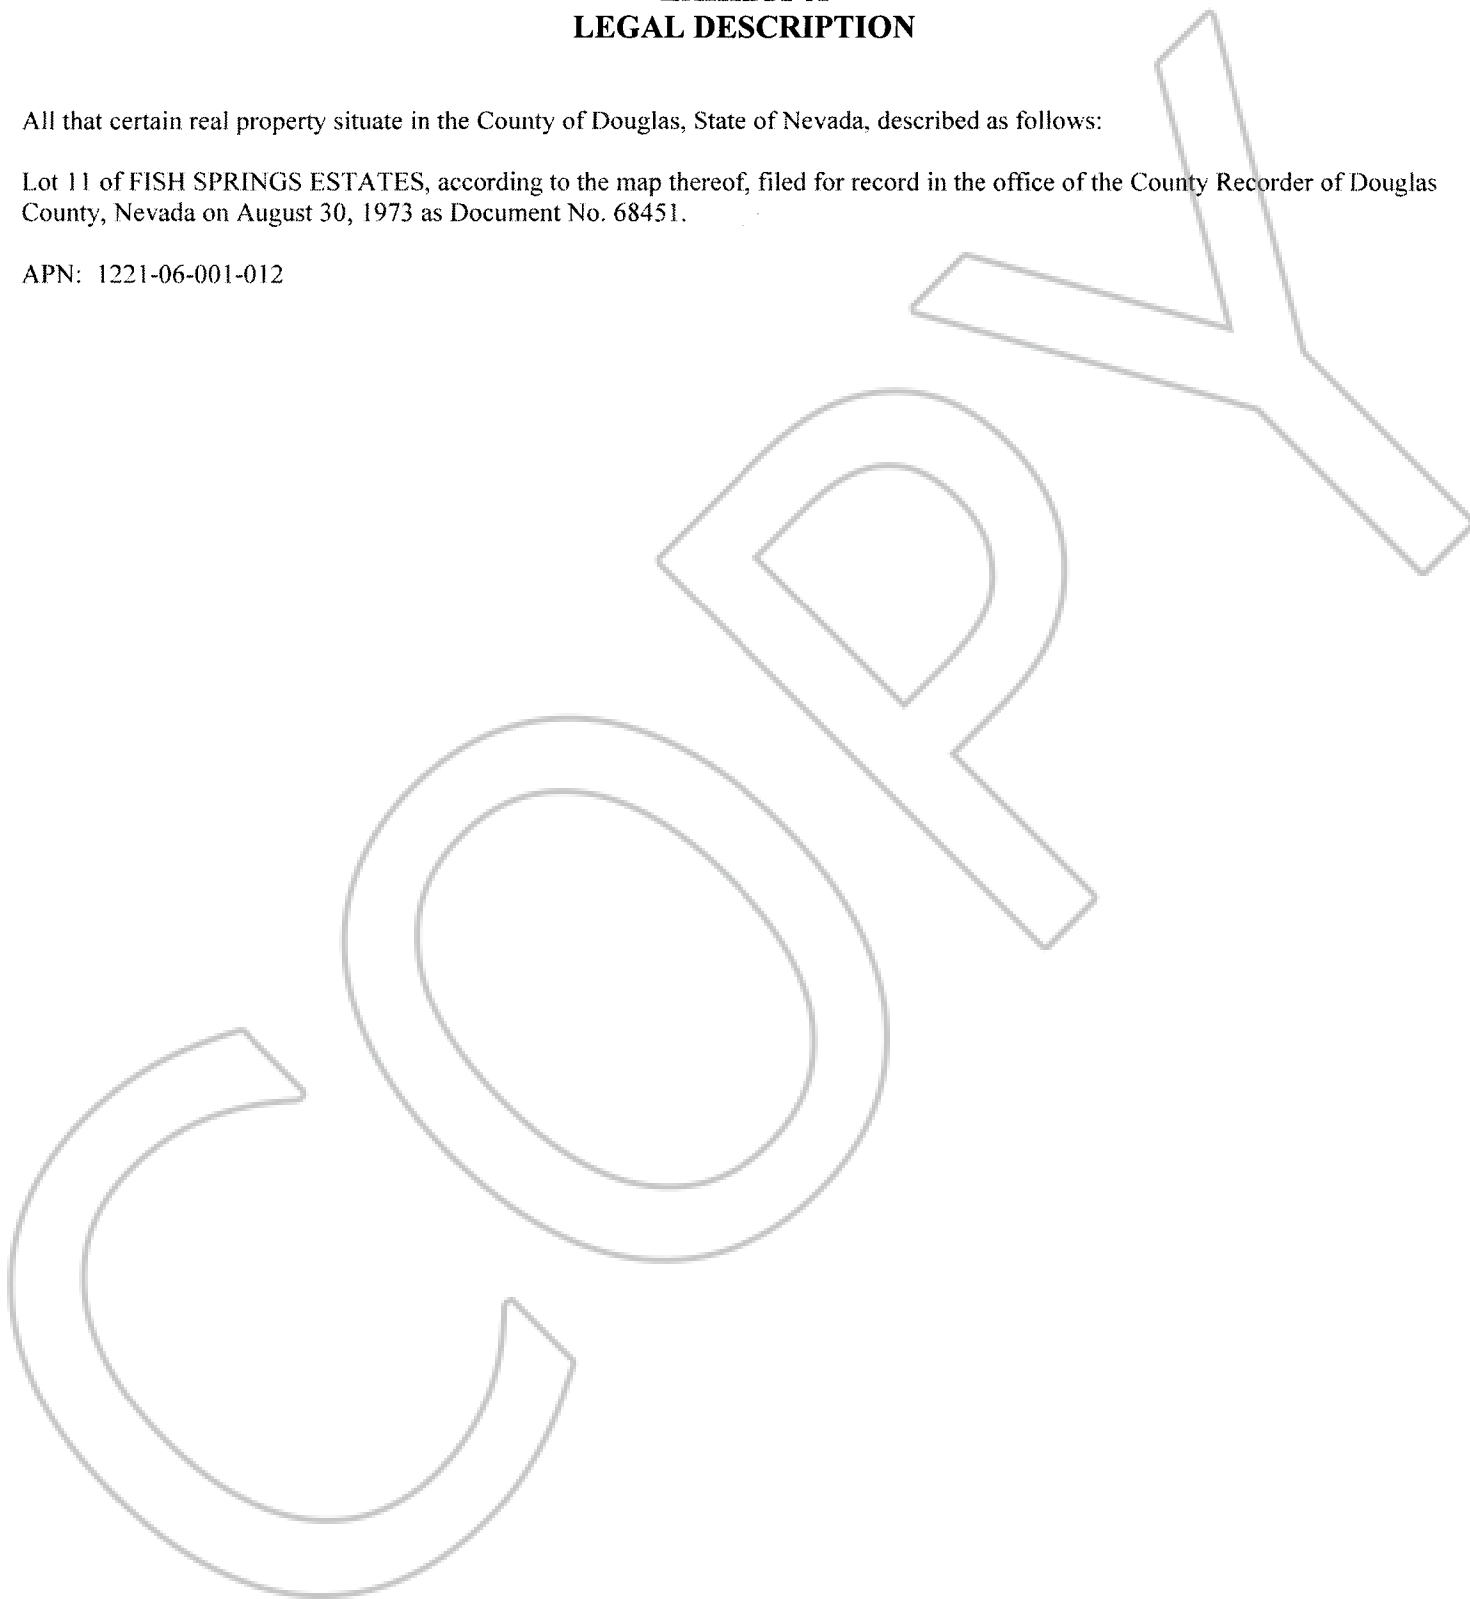 LEGAL DESCRIPTION
All that certain real property situate in the County of Douglas, State of Nevada, described as follows:
Lot 11 of FISH SPRINGS ESTATES, according to the map thereof, filed for record in the office of the County Recorder of Douglas
County, Nevada on August 30, 1973 as Document No. 68451.
APN: 1221-06-001-012
COPY